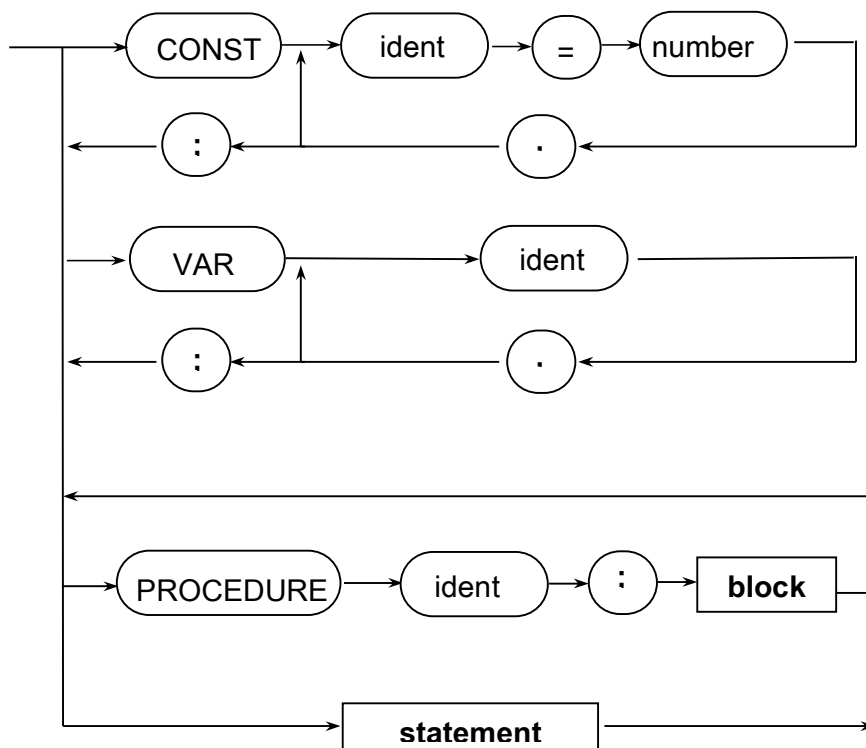 CONST ident = number
: .
VAR ident
: .
PROCEDURE ident : block
statement